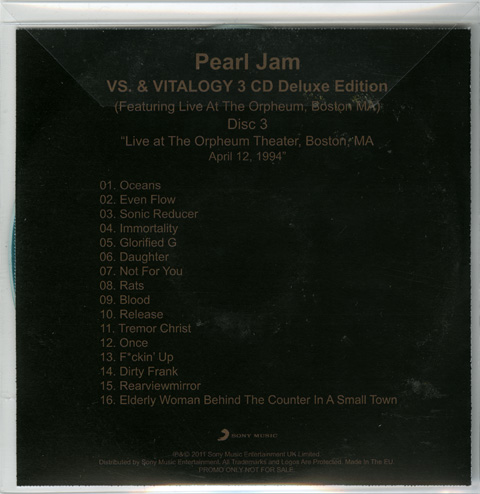 Pearl Jam
VS. & VITALOGY 3 CD Deluxe Edition
(Featuring Live At The Orpheum, Boston MA)
Disc 3
"Live at The Orpheum Theater, Boston, MA
April 12, 1994"
01. Oceans
02. Even Flow
03. Sonic Reducer
04. Immortality
05. Glorified G
06. Daughter
07. Not For You
08. Rats
09. Blood
10. Release
11. Tremor Christ
12. Once
13. F*ckin' Up
14. Dirty Frank
15. Rearviewmirror
16. Elderly Woman Behind The Counter In A Small Town
SONY MUSIC
℗&© 2011 Sony Music Entertainment UK Limited.
Distributed by Sony Music Entertainment. All Trademarks and Logos Are Protected. Made In The EU.
PROMO ONLY, NOT FOR SALE.